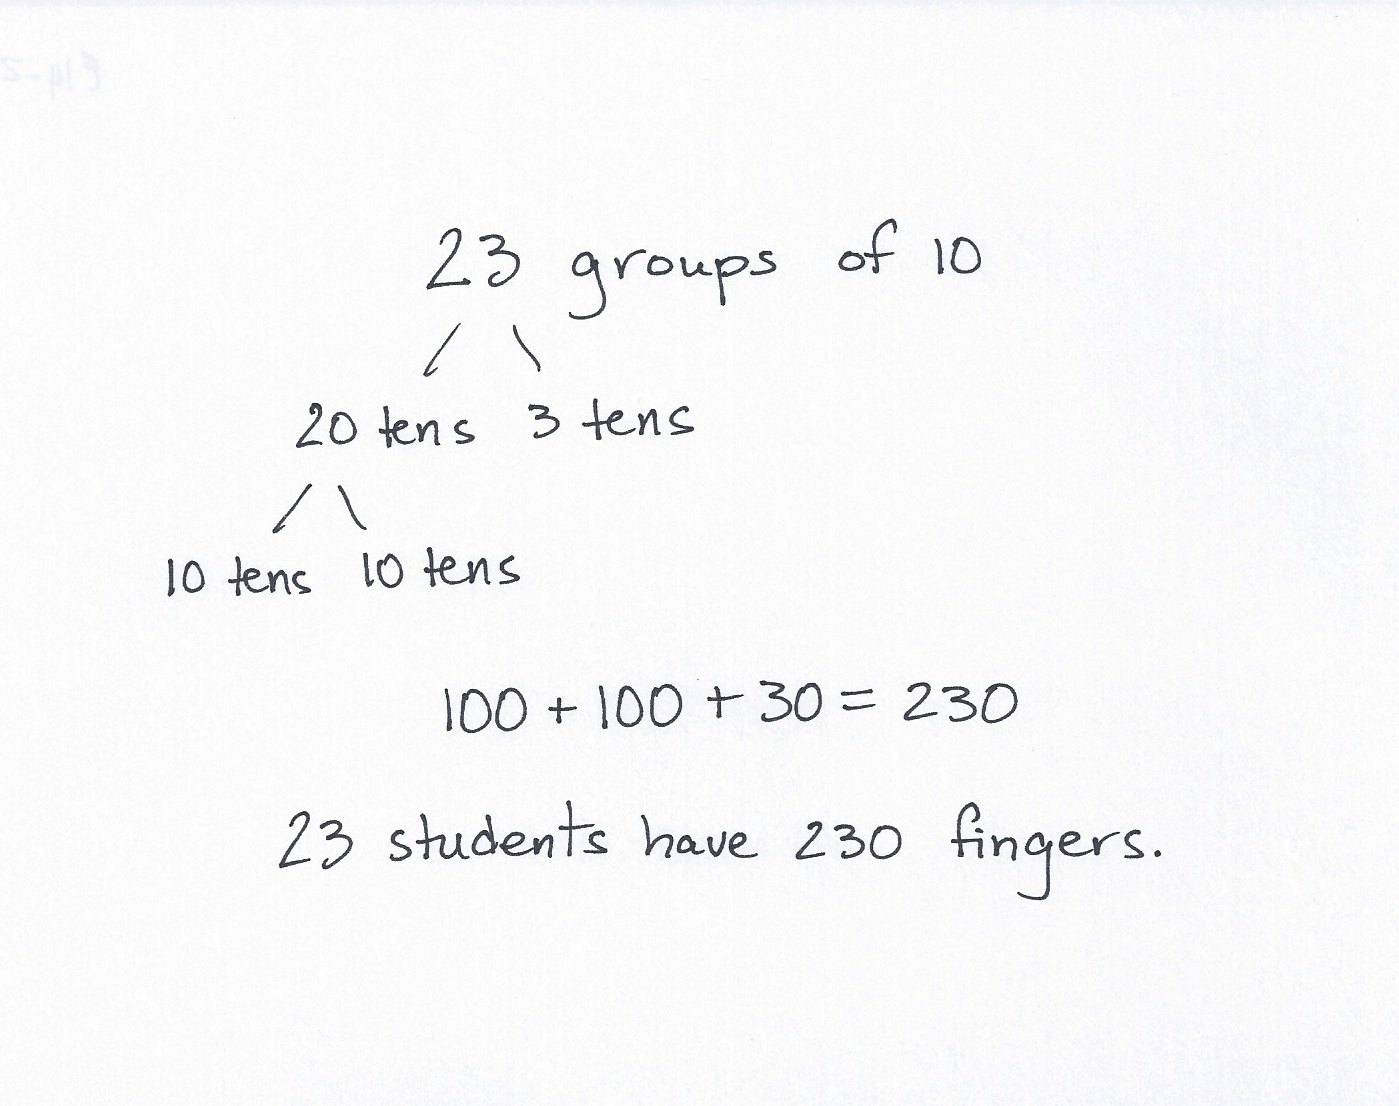 23 groups of 10
20 tens 3 tens
10 tens 10 tens
100 + 100 + 30 = 230
23 students have 230 fingers.